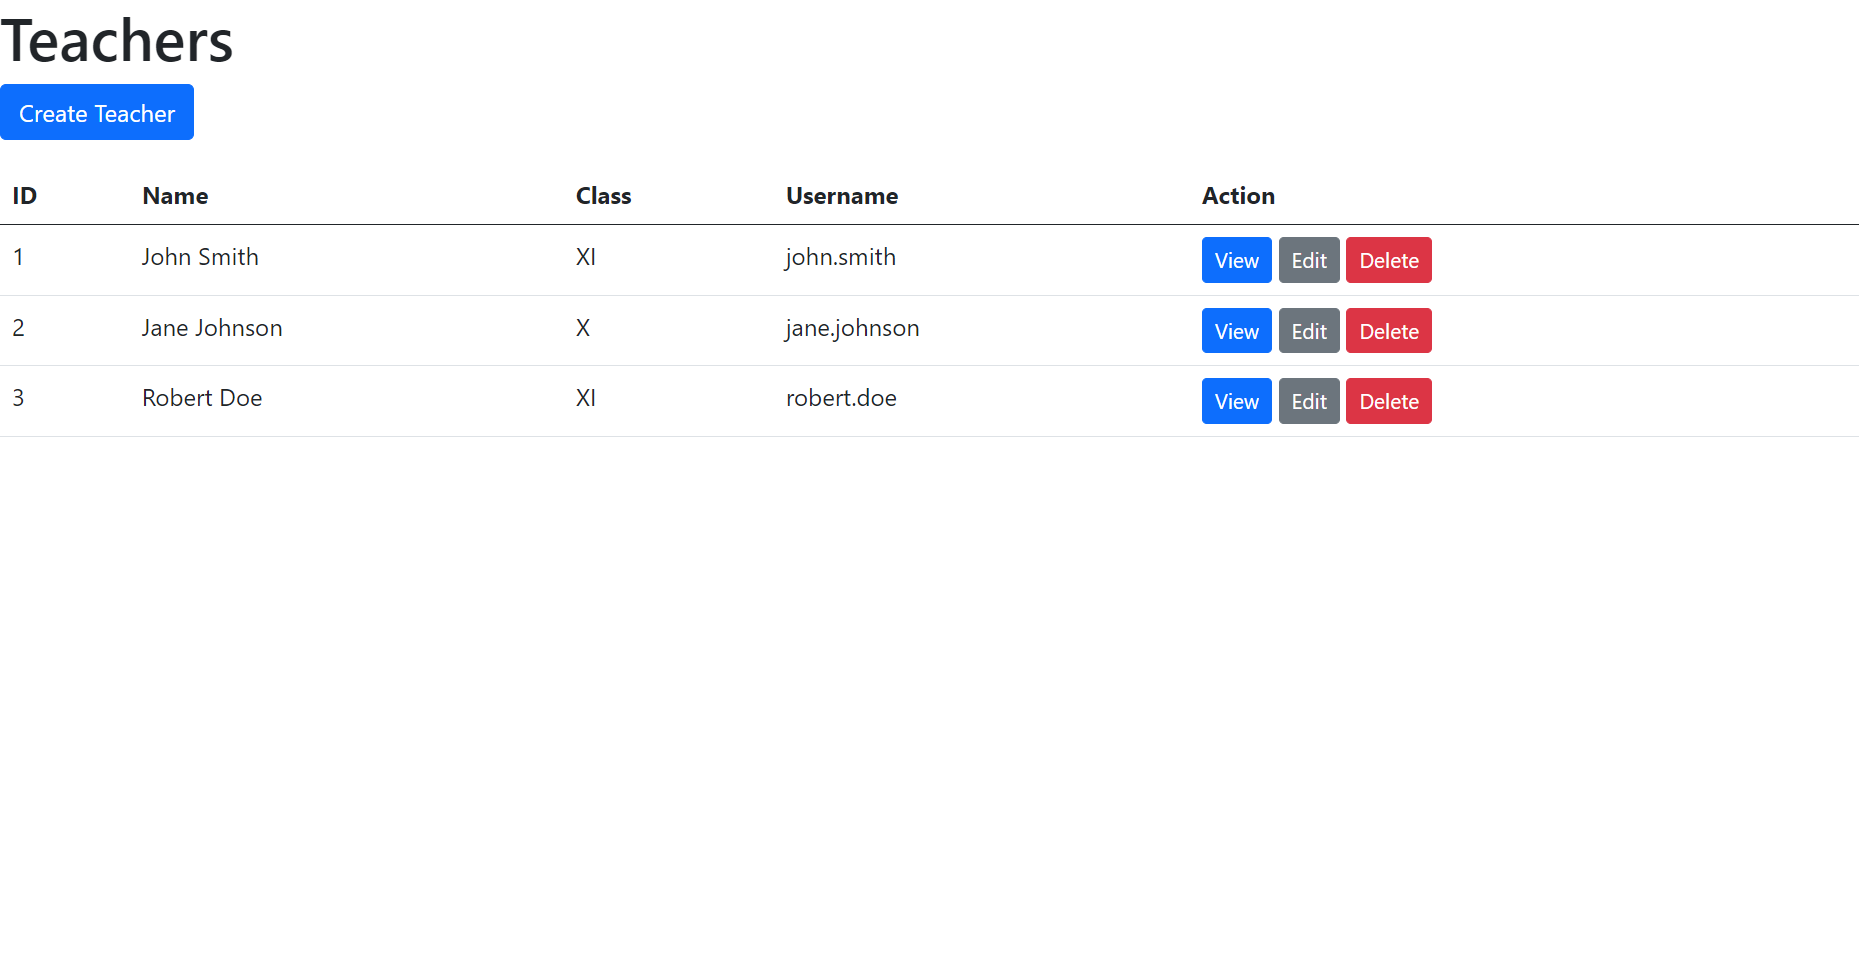 Teachers
Create Teacher
ID Name Class Username Action
1 John Smith XI john.smith View Edit Delete
2 Jane Johnson X jane.johnson View Edit Delete
3 Robert Doe XI robert.doe View Edit Delete